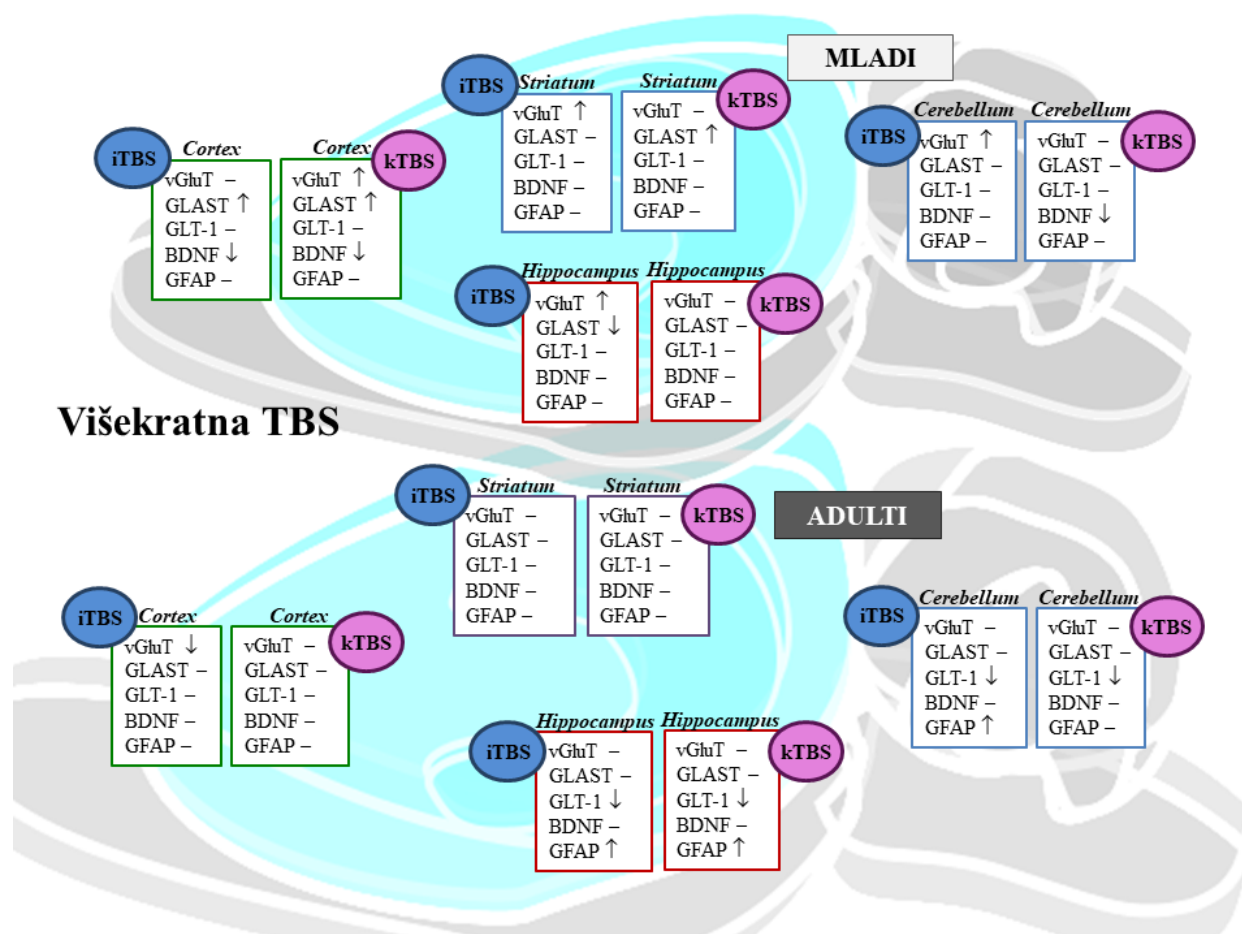 MLADI
iTBS
Cortex
vGluT –
GLAST ↑
GLT-1 –
BDNF ↓
GFAP –
Cortex
kTBS
vGluT ↑
GLAST ↑
GLT-1 –
BDNF ↓
GFAP –
iTBS
Striatum
vGluT ↑
GLAST –
GLT-1 –
BDNF –
GFAP –
Striatum
kTBS
vGluT –
GLAST ↑
GLT-1 –
BDNF –
GFAP –
iTBS
Cerebellum
vGluT ↑
GLAST –
GLT-1 –
BDNF –
GFAP –
Cerebellum
kTBS
vGluT –
GLAST –
GLT-1 –
BDNF ↓
GFAP –
iTBS
Hippocampus
vGluT ↑
GLAST ↓
GLT-1 –
BDNF –
GFAP –
Hippocampus
kTBS
vGluT –
GLAST –
GLT-1 –
BDNF –
GFAP –
Višekratna TBS
ADULTI
iTBS
Striatum
vGluT –
GLAST –
GLT-1 –
BDNF –
GFAP –
Striatum
kTBS
vGluT –
GLAST –
GLT-1 –
BDNF –
GFAP –
iTBS
Cortex
vGluT ↓
GLAST –
GLT-1 –
BDNF –
GFAP –
Cortex
kTBS
vGluT –
GLAST –
GLT-1 –
BDNF –
GFAP –
iTBS
Cerebellum
vGluT –
GLAST –
GLT-1 ↓
BDNF –
GFAP ↑
Cerebellum
kTBS
vGluT –
GLAST –
GLT-1 ↓
BDNF –
GFAP –
iTBS
Hippocampus
vGluT –
GLAST –
GLT-1 ↓
BDNF –
GFAP ↑
Hippocampus
kTBS
vGluT –
GLAST –
GLT-1 ↓
BDNF –
GFAP ↑